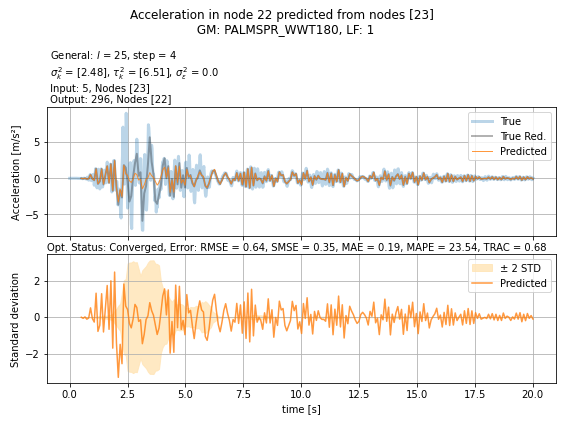 Acceleration in node 22 predicted from nodes [23]
GM: PALMSPR_WWT180, LF: 1
General: l = 25, step = 4
σ²ₖ = [2.48], τ²ₖ = [6.51], σ²ε = 0.0
Input: 5, Nodes [23]
Output: 296, Nodes [22]
Acceleration [m/s²]
5
0
−5
True
True Red.
Predicted
Opt. Status: Converged, Error: RMSE = 0.64, SMSE = 0.35, MAE = 0.19, MAPE = 23.54, TRAC = 0.68
Standard deviation
2
0
−2
± 2 STD
Predicted
0.0 2.5 5.0 7.5 10.0 12.5 15.0 17.5 20.0
time [s]